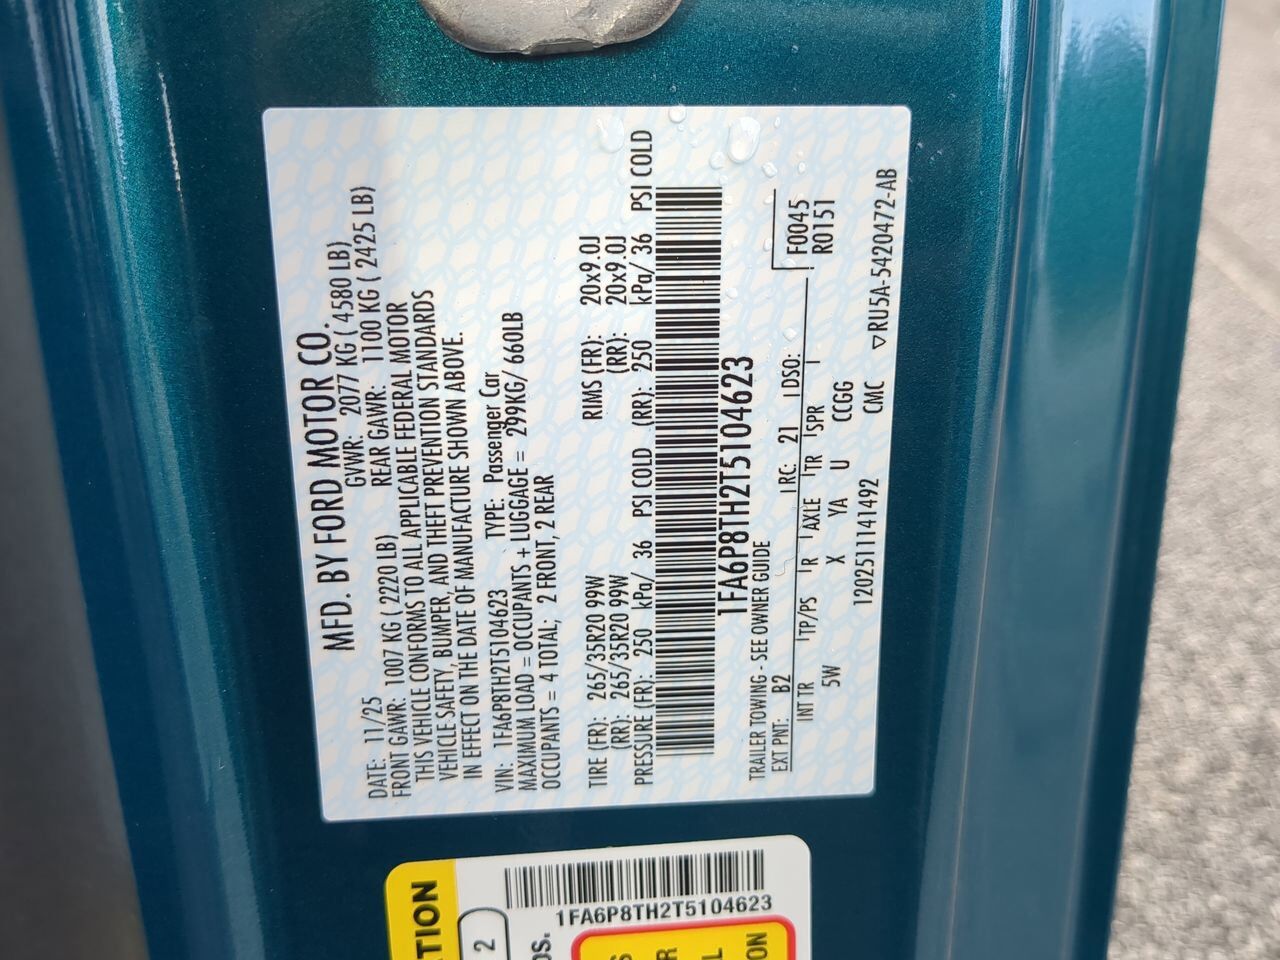 MFD. BY FORD MOTOR CO.
DATE: 11/25 GVWR: 2077 KG ( 4580 LB)
FRONT GAWR: 1007 KG ( 2220 LB) REAR GAWR: 1100 KG ( 2425 LB)
THIS VEHICLE CONFORMS TO ALL APPLICABLE FEDERAL MOTOR
VEHICLE SAFETY, BUMPER, AND THEFT PREVENTION STANDARDS
IN EFFECT ON THE DATE OF MANUFACTURE SHOWN ABOVE.
VIN: 1FA6P8TH2T5104623 TYPE: Passenger Car
MAXIMUM LOAD = OCCUPANTS + LUGGAGE = 299KG/ 660LB
OCCUPANTS = 4 TOTAL; 2 FRONT, 2 REAR
TIRE (FR): 265/35R20 99W RIMS (FR): 20x9.0J
(RR): 265/35R20 99W (RR): 20x9.0J
PRESSURE (FR): 250 kPa/ 36 PSI COLD (RR): 250 kPa/ 36 PSI COLD
1FA6P8TH2T5104623
TRAILER TOWING - SEE OWNER GUIDE
EXT PNT: B2 RC: 21 DSO: F0045
INT TR TP/PS R AXLE TR SPR R0151
5W X YA U CCGG
12025111141492 CMC ▽RU5A-5420472-AB
1FA6P8TH2T5104623
2